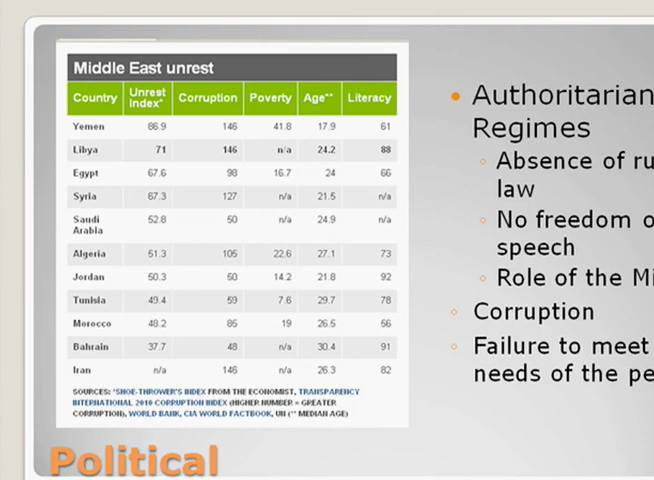 Middle East unrest
Country Unrest Index* Corruption Poverty Age** Literacy
Yemen 86.9 146 41.8 17.9 61
Libya 71 146 n/a 24.2 88
Egypt 67.6 98 16.7 24 66
Syria 67.3 127 n/a 21.5 n/a
Saudi Arabia 52.8 50 n/a 24.9 n/a
Algeria 51.3 105 22.6 27.1 73
Jordan 50.3 50 14.2 21.8 92
Tunisia 49.4 59 7.6 29.7 78
Morocco 48.2 85 19 26.5 56
Bahrain 37.7 48 n/a 30.4 91
Iran n/a 146 n/a 26.3 82
SOURCES: *SHOE-THROWER'S INDEX FROM THE ECONOMIST, TRANSPARENCY
INTERNATIONAL 2010 CORRUPTION INDEX (HIGHER NUMBER = GREATER
CORRUPTION), WORLD BANK, CIA WORLD FACTBOOK, UN (** MEDIAN AGE)
Political
• Authoritarian
Regimes
◦ Absence of ru
law
◦ No freedom o
speech
◦ Role of the Mi
◦ Corruption
◦ Failure to meet
needs of the pe